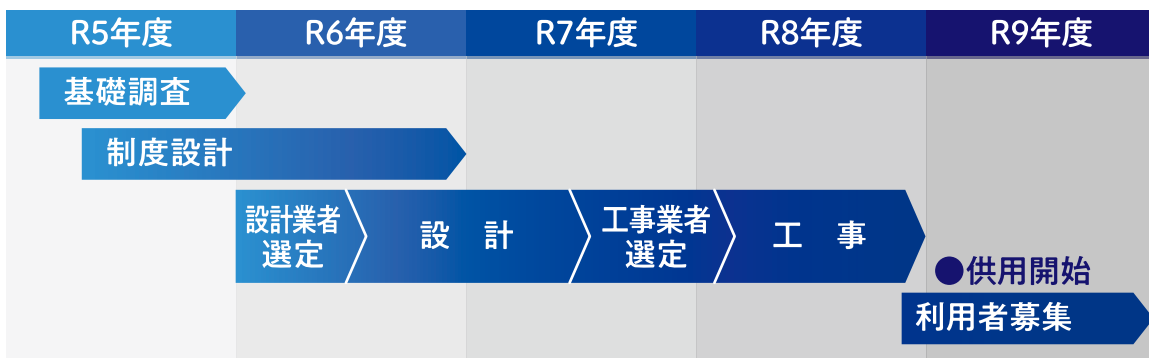 R5年度 R6年度 R7年度 R8年度 R9年度
基礎調査
制度設計
設計業者
選定
設 計
工事業者
選定
工 事
●供用開始
利用者募集